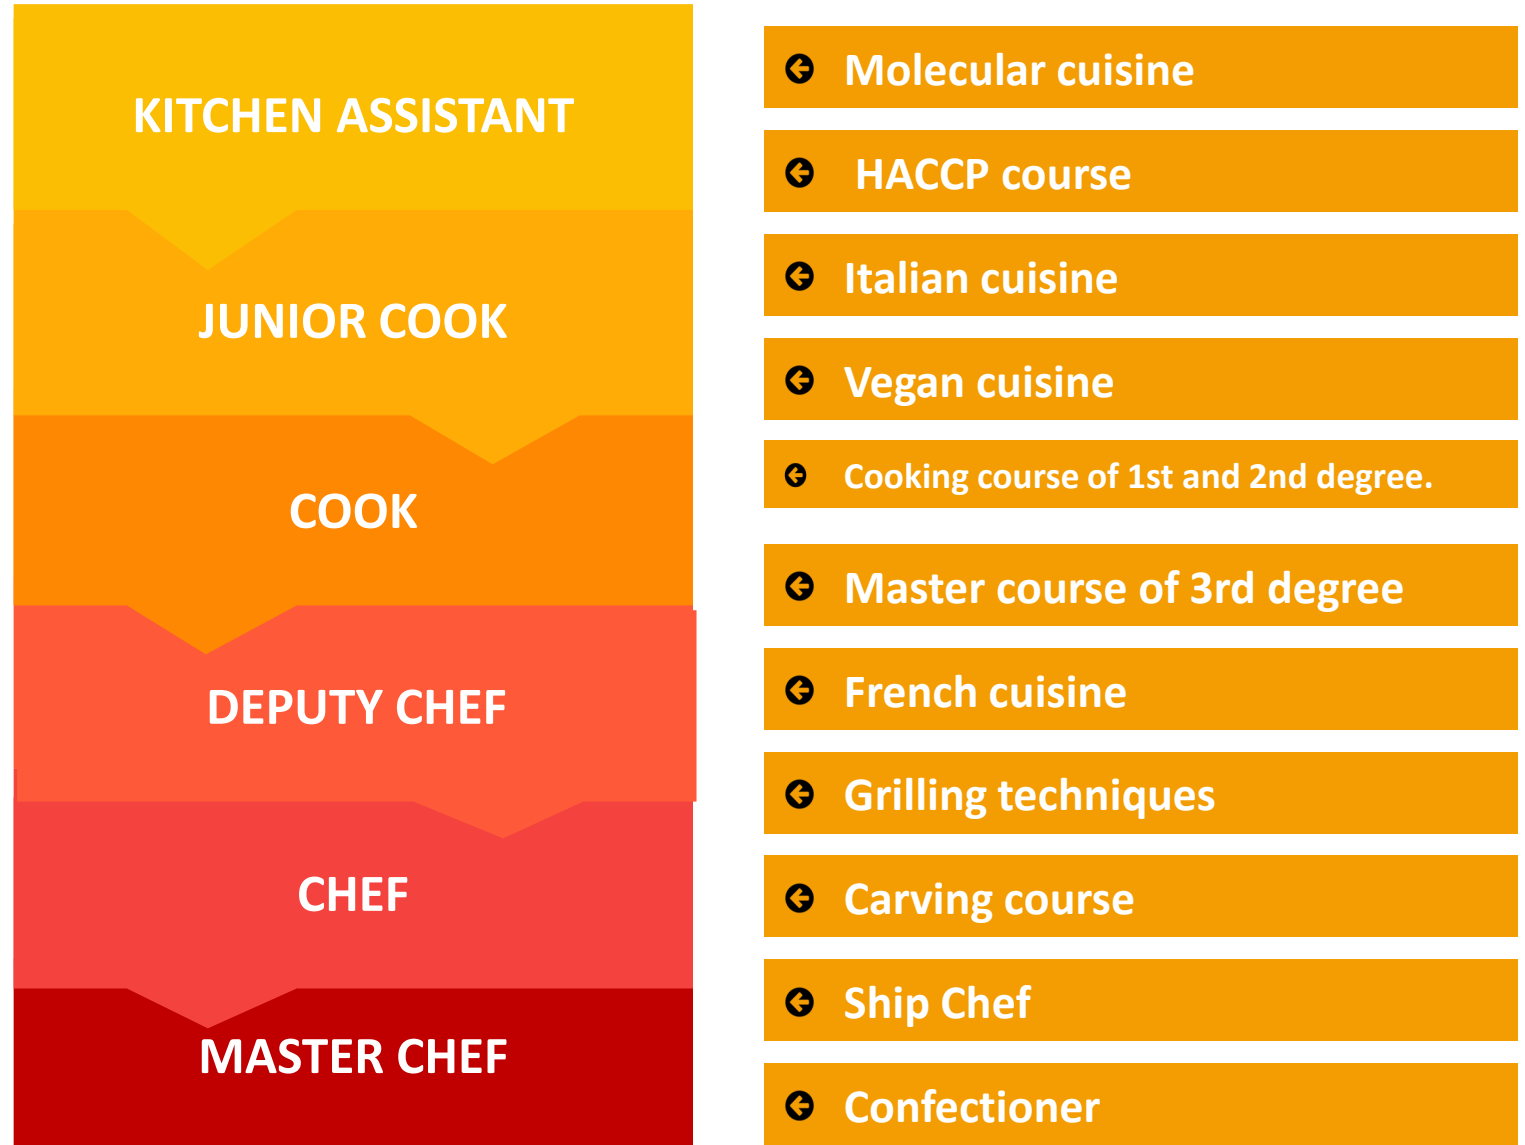 KITCHEN ASSISTANT
JUNIOR COOK
COOK
DEPUTY CHEF
CHEF
MASTER CHEF
Molecular cuisine
HACCP course
Italian cuisine
Vegan cuisine
Cooking course of 1st and 2nd degree.
Master course of 3rd degree
French cuisine
Grilling techniques
Carving course
Ship Chef
Confectioner